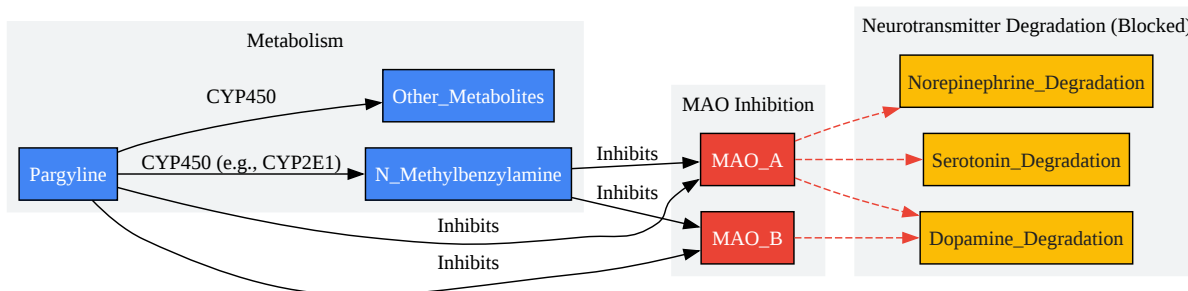 Metabolism
Neurotransmitter Degradation (Blocked)
MAO Inhibition
CYP450
Other_Metabolites
Norepinephrine_Degradation
Pargyline
CYP450 (e.g., CYP2E1)
N_Methylbenzylamine
Inhibits
MAO_A
Serotonin_Degradation
Inhibits
Inhibits
MAO_B
Dopamine_Degradation
Inhibits